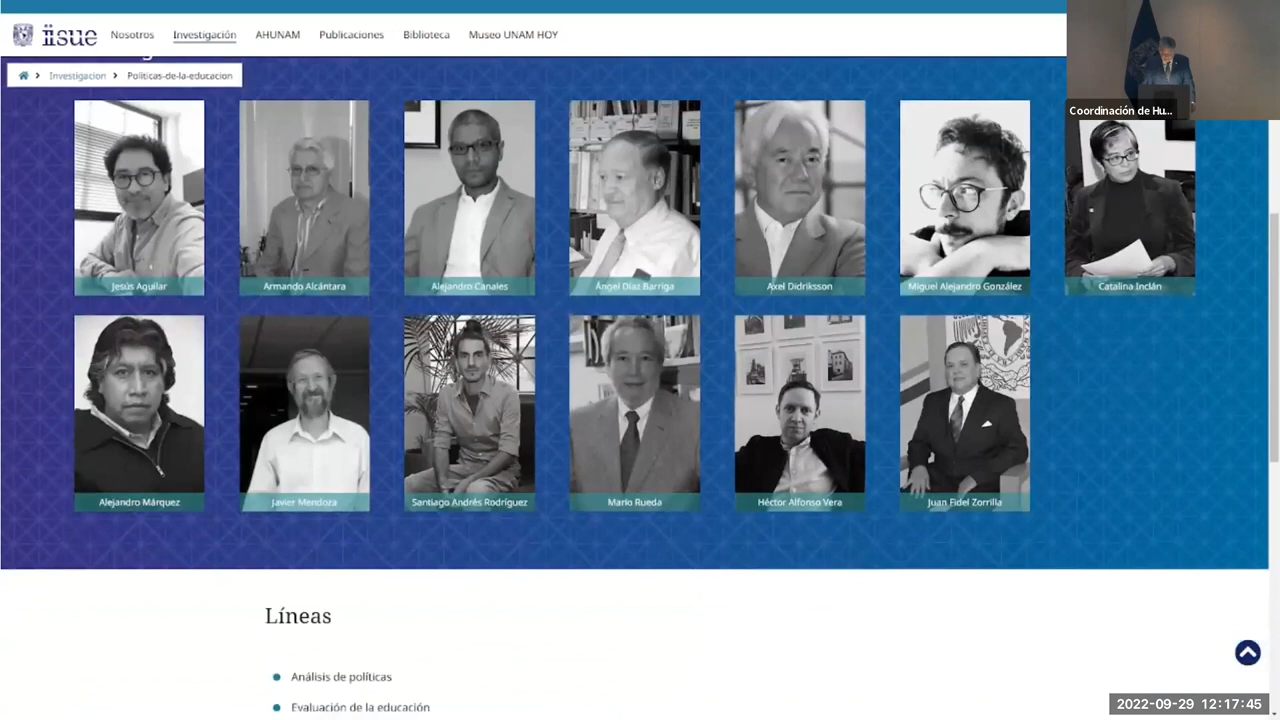 iisue Nosotros Investigación AHUNAM Publicaciones Biblioteca Museo UNAM HOY
Investigacion Políticas-de-la-educacion
Coordinación de Hu...
Jesús Aguilar Armando Alcántara Alejandro Canales Ángel Díaz Barriga Axel Didriksson Miguel Alejandro González Catalina Inclán
Alejandro Márquez Javier Mendoza Santiago Andrés Rodríguez Mario Rueda Héctor Alfonso Vera Juan Fidel Zorrilla
Líneas
Análisis de políticas
Evaluación de la educación
2022-09-29 12:17:45